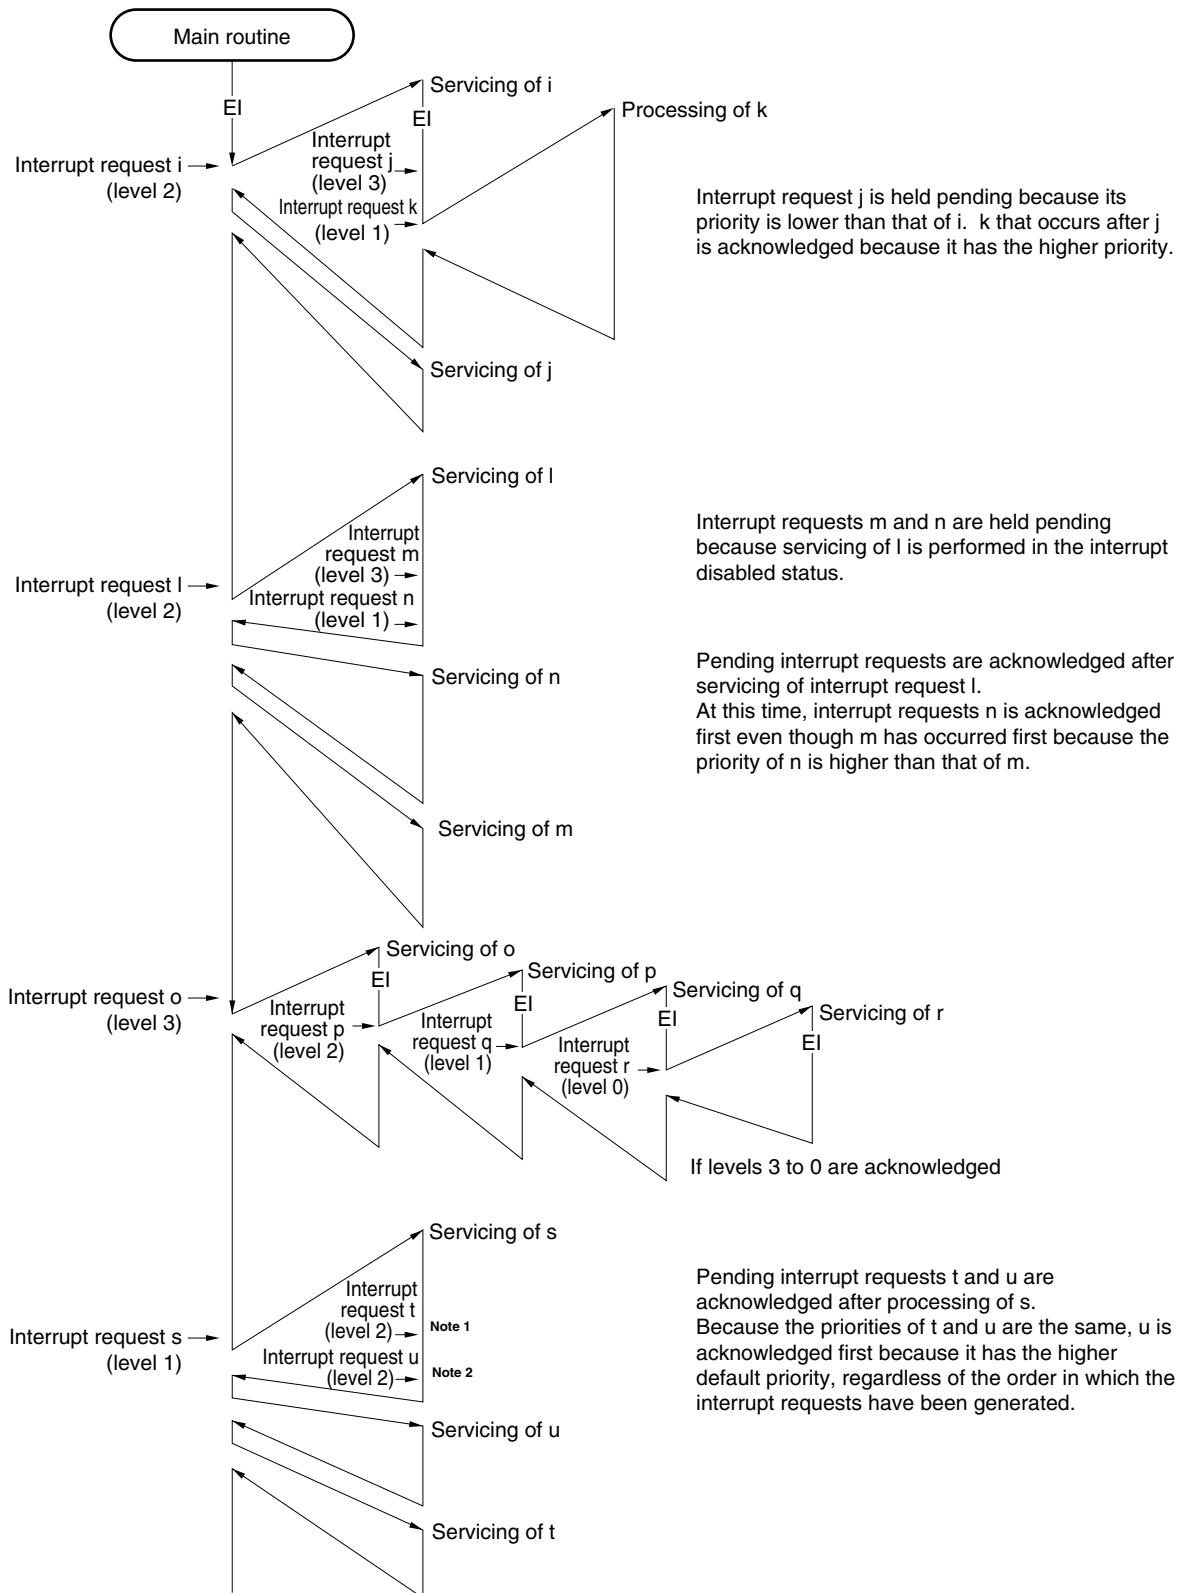 Main routine
EI
Servicing of i
EI
Processing of k
Interrupt request i
(level 2)
Interrupt
request j
(level 3)
Interrupt request k
(level 1)
Interrupt request j is held pending because its
priority is lower than that of i.  k that occurs after j
is acknowledged because it has the higher priority.
Servicing of j
Servicing of l
Interrupt request l
(level 2)
Interrupt
request m
(level 3)
Interrupt request n
(level 1)
Interrupt requests m and n are held pending
because servicing of l is performed in the interrupt
disabled status.
Servicing of n
Pending interrupt requests are acknowledged after
servicing of interrupt request l.
At this time, interrupt requests n is acknowledged
first even though m has occurred first because the
priority of n is higher than that of m.
Servicing of m
Servicing of o
EI
Servicing of p
EI
Servicing of q
EI
Servicing of r
EI
Interrupt request o
(level 3)
Interrupt
request p
(level 2)
Interrupt
request q
(level 1)
Interrupt
request r
(level 0)
If levels 3 to 0 are acknowledged
Servicing of s
Interrupt request s
(level 1)
Interrupt
request t
(level 2)
Note 1
Interrupt request u
(level 2)
Note 2
Pending interrupt requests t and u are
acknowledged after processing of s.
Because the priorities of t and u are the same, u is
acknowledged first because it has the higher
default priority, regardless of the order in which the
interrupt requests have been generated.
Servicing of u
Servicing of t